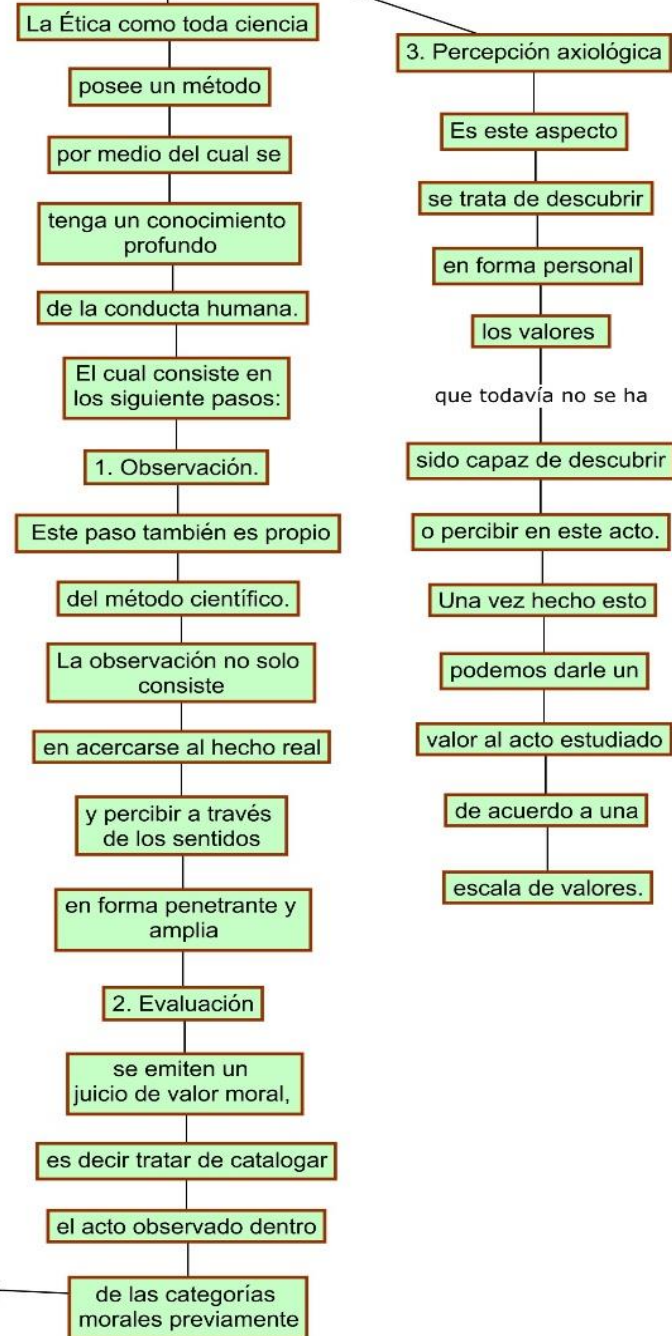 La Ética como toda ciencia
posee un método
por medio del cual se
tenga un conocimiento
profundo
de la conducta humana.
El cual consiste en
los siguiente pasos:
1. Observación.
Este paso también es propio
del método científico.
La observación no solo
consiste
en acercarse al hecho real
y percibir a través
de los sentidos
en forma penetrante y
amplia
2. Evaluación
se emiten un
juicio de valor moral,
es decir tratar de catalogar
el acto observado dentro
de las categorías
morales previamente
3. Percepción axiológica
Es este aspecto
se trata de descubrir
en forma personal
los valores
que todavía no se ha
sido capaz de descubrir
o percibir en este acto.
Una vez hecho esto
podemos darle un
valor al acto estudiado
de acuerdo a una
escala de valores.